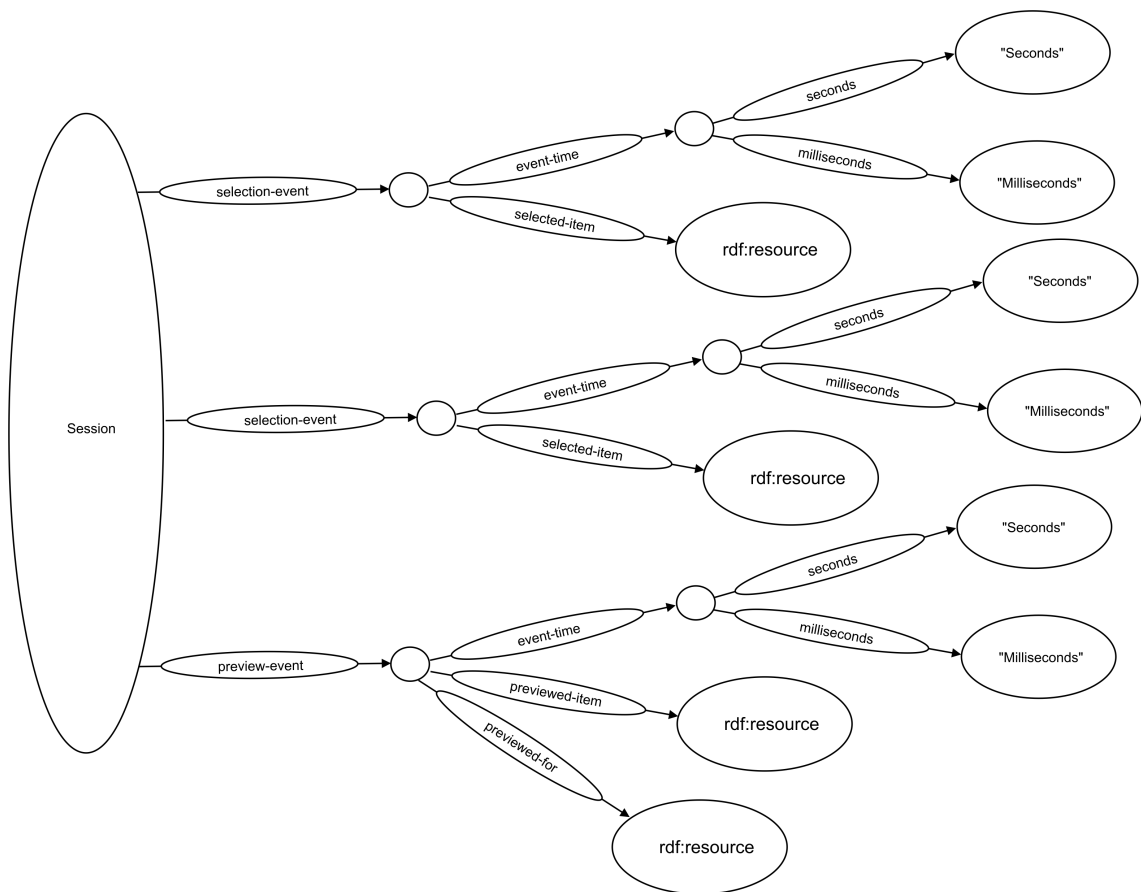 "Seconds"
seconds
event-time
milliseconds
"Milliseconds"
selection-event
selected-item
rdf:resource
"Seconds"
seconds
event-time
milliseconds
"Milliseconds"
Session
selection-event
selected-item
rdf:resource
"Seconds"
seconds
event-time
milliseconds
"Milliseconds"
preview-event
previewed-item
rdf:resource
previewed-for
rdf:resource